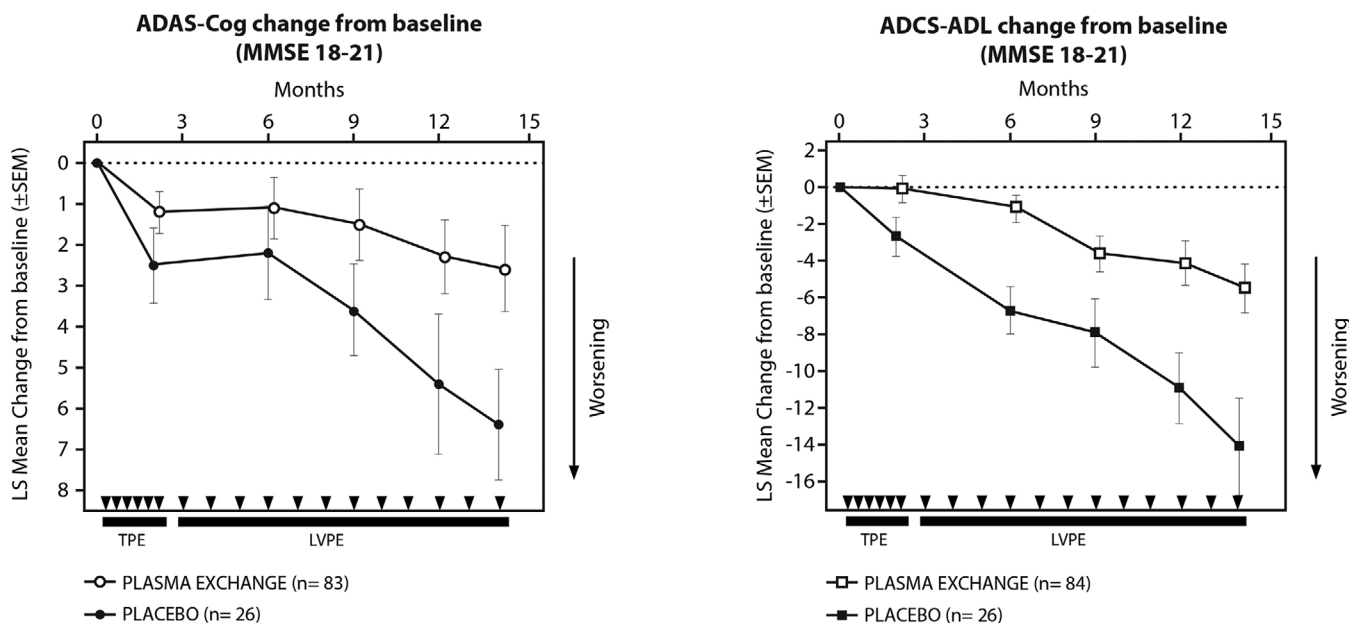 ADAS-Cog change from baseline
(MMSE 18-21)
Months
0 3 6 9 12 15
LS Mean Change from baseline (±SEM)
0
1
2
3
4
5
6
7
8
Worsening
TPE LVPE
PLASMA EXCHANGE (n= 83)
PLACEBO (n= 26)
ADCS-ADL change from baseline
(MMSE 18-21)
Months
0 3 6 9 12 15
LS Mean Change from baseline (±SEM)
2
0
-2
-4
-6
-8
-10
-12
-14
-16
Worsening
TPE LVPE
PLASMA EXCHANGE (n= 84)
PLACEBO (n= 26)